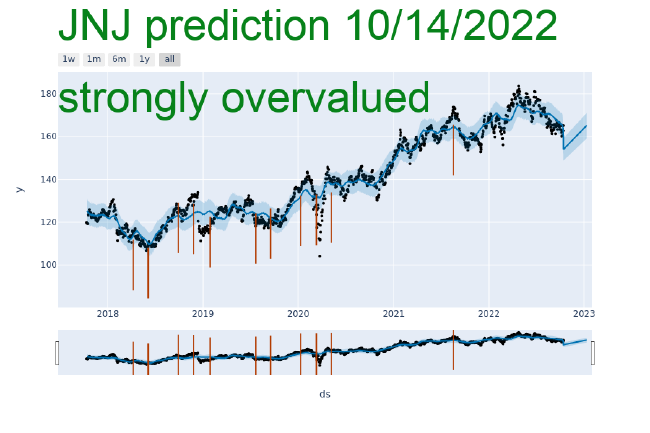 JNJ prediction 10/14/2022
1w 1m 6m 1y all
strongly overvalued
180
160
y
140
120
100
2018 2019 2020 2021 2022 2023
ds